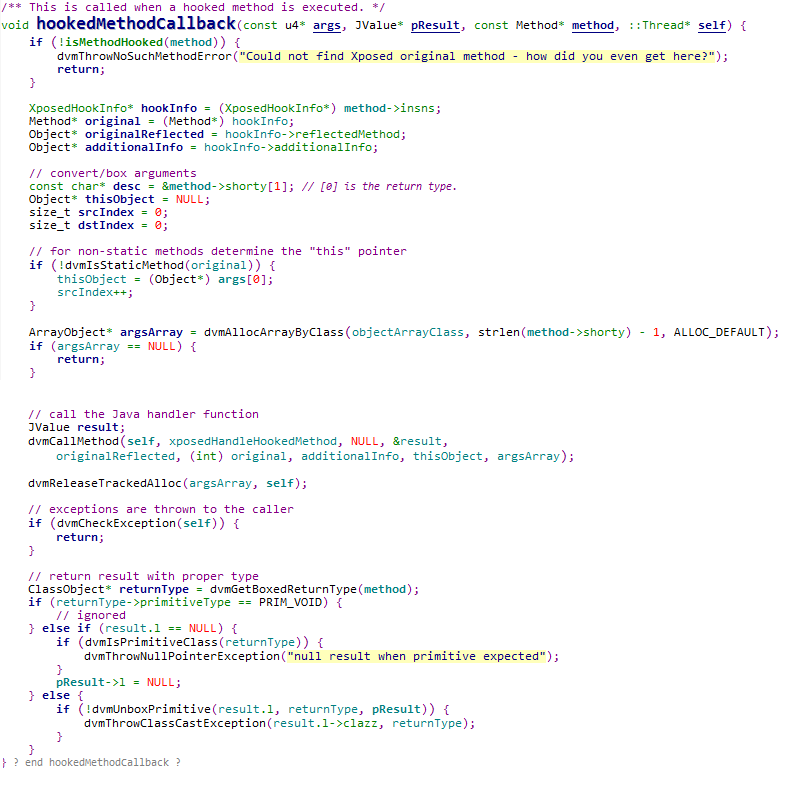 /** This is called when a hooked method is executed. */
void hookedMethodCallback(const u4* args, JValue* pResult, const Method* method, ::Thread* self) {
    if (!isMethodHooked(method)) {
        dvmThrowNoSuchMethodError("Could not find Xposed original method - how did you even get here?");
        return;
    }

    XposedHookInfo* hookInfo = (XposedHookInfo*) method->insns;
    Method* original = (Method*) hookInfo;
    Object* originalReflected = hookInfo->reflectedMethod;
    Object* additionalInfo = hookInfo->additionalInfo;

    // convert/box arguments
    const char* desc = &method->shorty[1]; // [0] is the return type.
    Object* thisObject = NULL;
    size_t srcIndex = 0;
    size_t dstIndex = 0;

    // for non-static methods determine the "this" pointer
    if (!dvmIsStaticMethod(original)) {
        thisObject = (Object*) args[0];
        srcIndex++;
    }

    ArrayObject* argsArray = dvmAllocArrayByClass(objectArrayClass, strlen(method->shorty) - 1, ALLOC_DEFAULT);
    if (argsArray == NULL) {
        return;
    }

    // call the Java handler function
    JValue result;
    dvmCallMethod(self, xposedHandleHookedMethod, NULL, &result,
        originalReflected, (int) original, additionalInfo, thisObject, argsArray);

    dvmReleaseTrackedAlloc(argsArray, self);

    // exceptions are thrown to the caller
    if (dvmCheckException(self)) {
        return;
    }

    // return result with proper type
    ClassObject* returnType = dvmGetBoxedReturnType(method);
    if (returnType->primitiveType == PRIM_VOID) {
        // ignored
    } else if (result.l == NULL) {
        if (dvmIsPrimitiveClass(returnType)) {
            dvmThrowNullPointerException("null result when primitive expected");
        }
        pResult->l = NULL;
    } else {
        if (!dvmUnboxPrimitive(result.l, returnType, pResult)) {
            dvmThrowClassCastException(result.l->clazz, returnType);
        }
    }
} ? end hookedMethodCallback ?